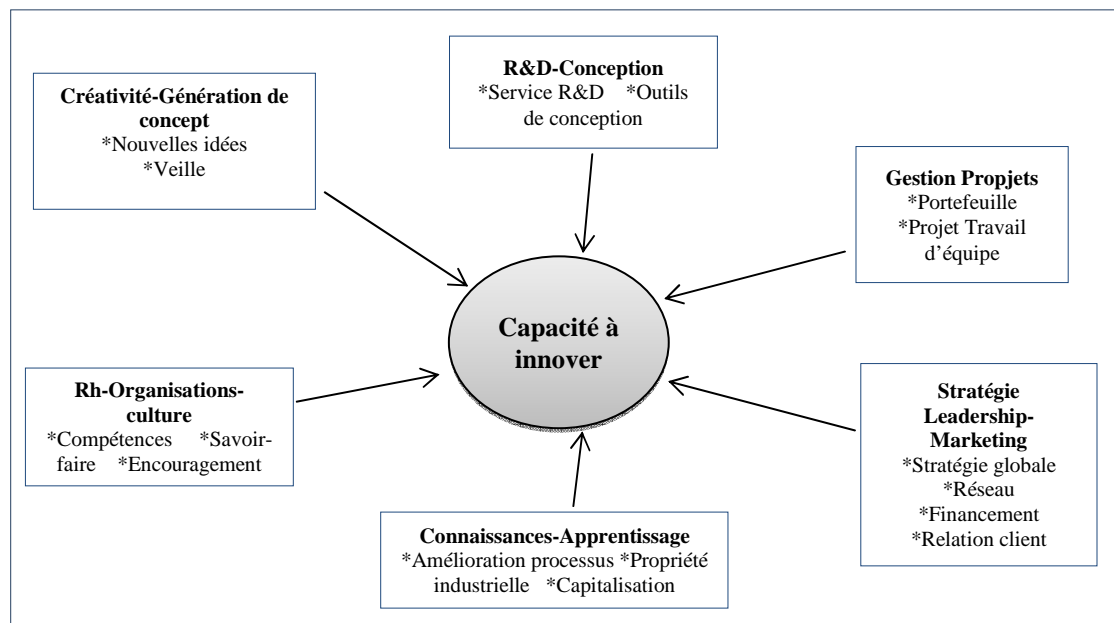 R&D-Conception
*Service R&D *Outils
de conception
Créativité-Génération de
concept
*Nouvelles idées
*Veille
Gestion Propjets
*Portefeuille
*Projet Travail
d’équipe
Capacité à
innover
Rh-Organisations-
culture
*Compétences *Savoir-
faire *Encouragement
Stratégie
Leadership-
Marketing
*Stratégie globale
*Réseau
*Financement
*Relation client
Connaissances-Apprentissage
*Amélioration processus *Propriété
industrielle *Capitalisation